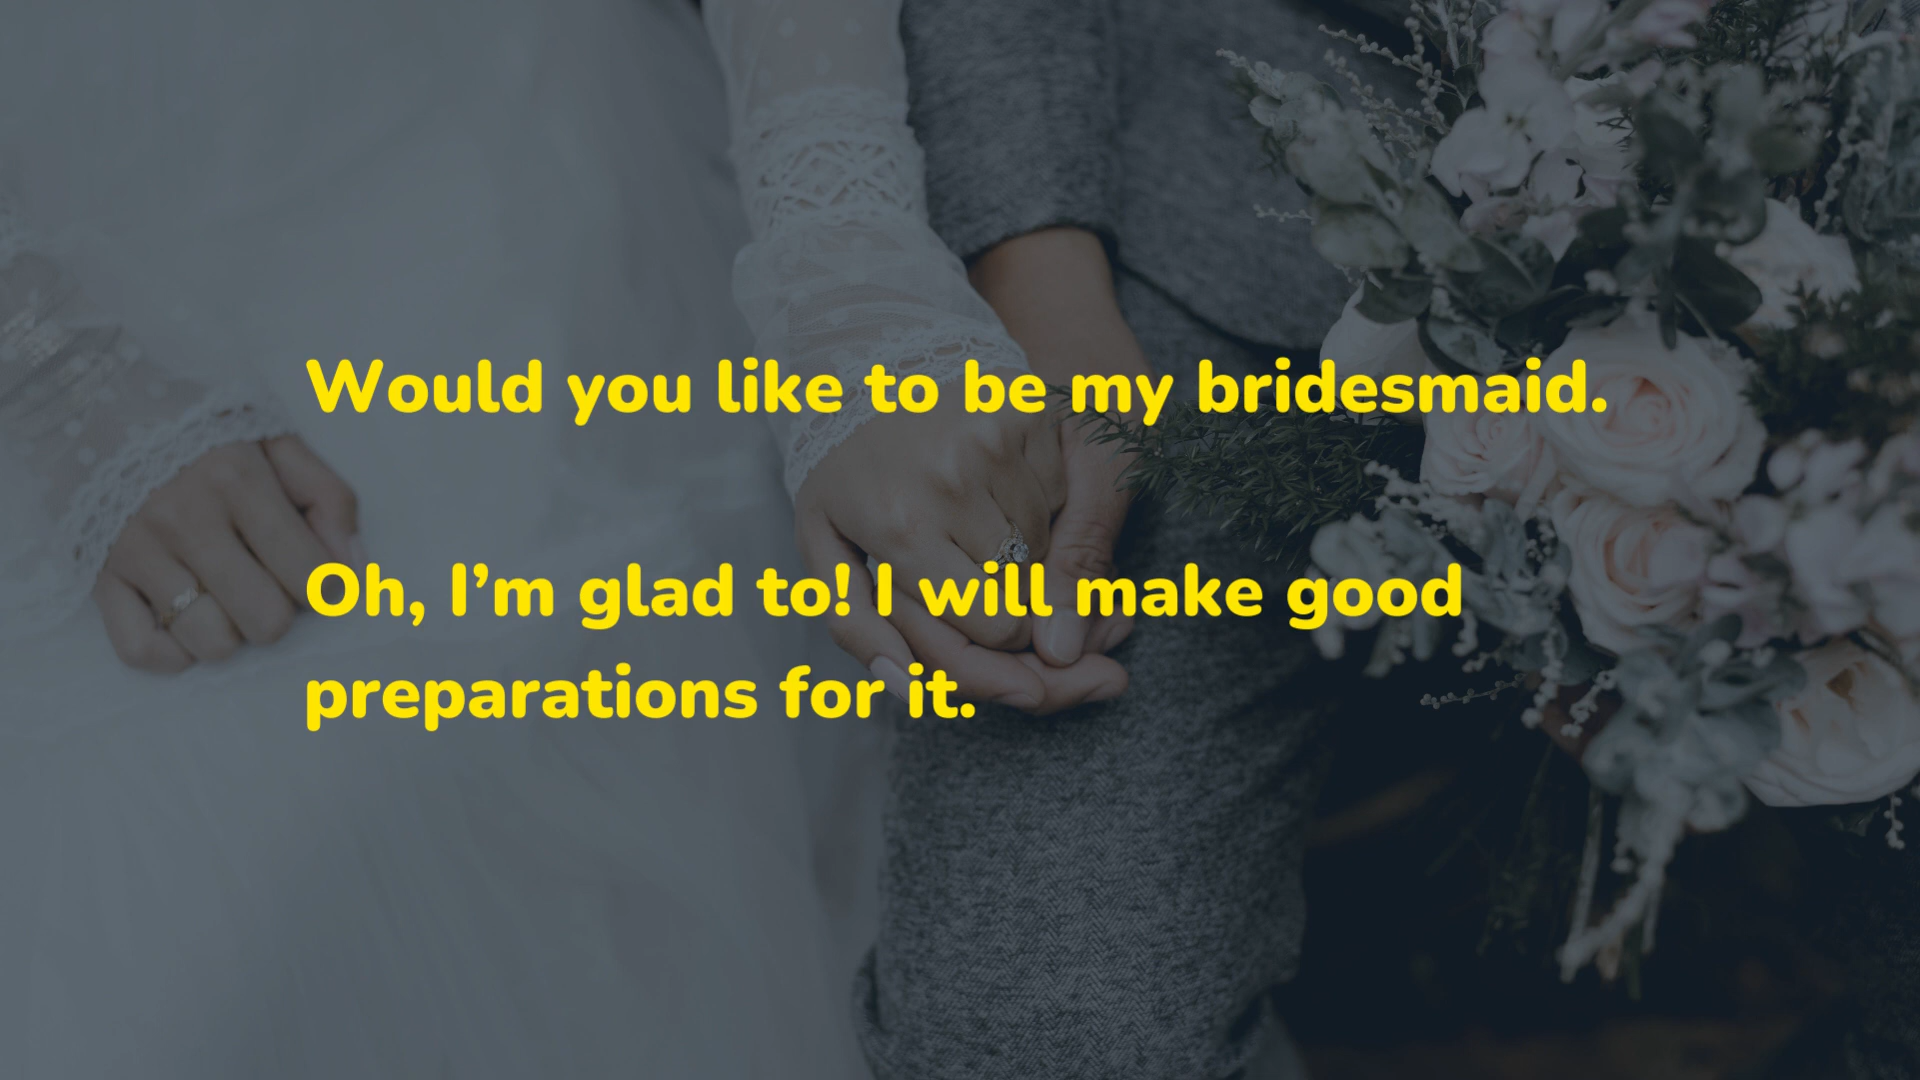 Would you like to be my bridesmaid.
Oh, I’m glad to! I will make good
preparations for it.